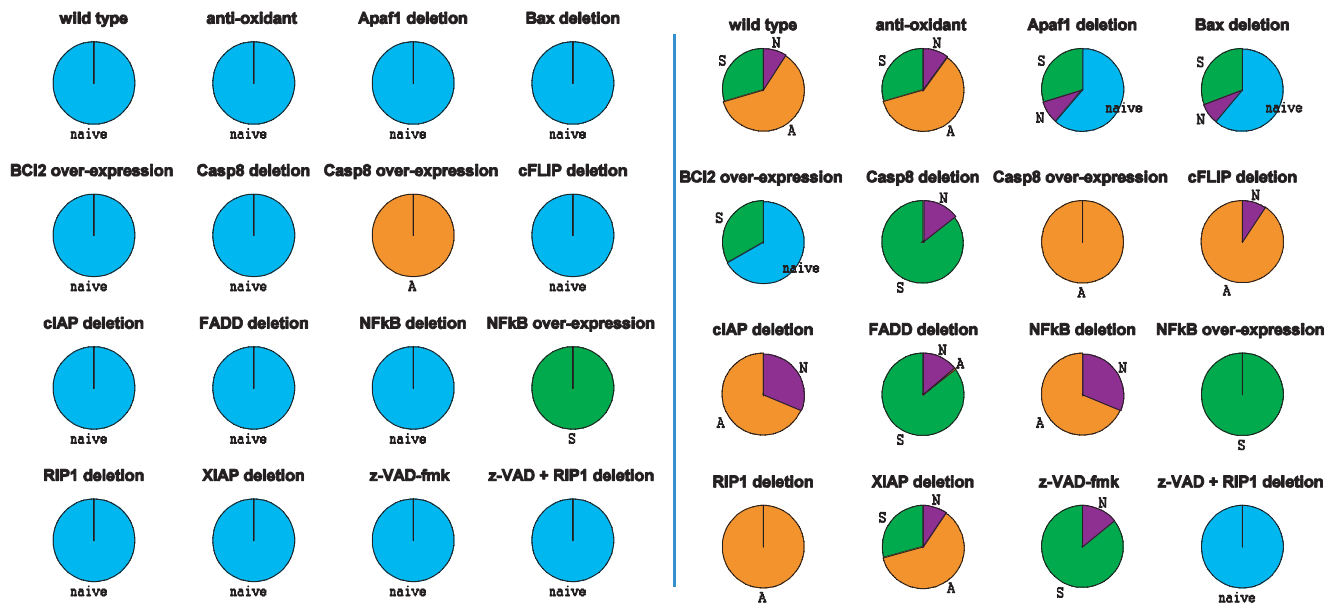 wild type anti-oxidant Apaf1 deletion Bax deletion
naive naive naive naive
BCl2 over-expression Casp8 deletion Casp8 over-expression cFLIP deletion
naive naive A naive
cIAP deletion FADD deletion NFkB deletion NFkB over-expression
naive naive naive S
RIP1 deletion XIAP deletion z-VAD-fmk z-VAD + RIP1 deletion
naive naive naive naive
wild type anti-oxidant Apaf1 deletion Bax deletion
N N
S S S S
naive naive
N N
A A
BCl2 over-expression Casp8 deletion Casp8 over-expression cFLIP deletion
N N
S
naive
S A A
cIAP deletion FADD deletion NFkB deletion NFkB over-expression
N
A
N N
A A
S S
RIP1 deletion XIAP deletion z-VAD-fmk z-VAD + RIP1 deletion
N N
S
A
A S naive